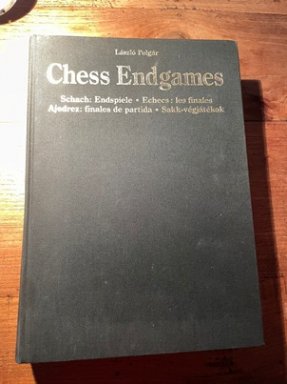 László Polgár
Chess Endgames
Schach: Endspiele • Echecs: les finales
Ajedrez: finales de partida • Sakk-végjátékok